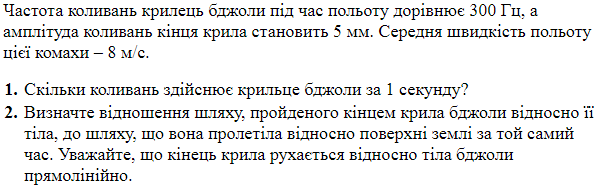 Частота коливань крилець бджоли під час польоту дорівнює 300 Гц, а
амплітуда коливань кінця крила становить 5 мм. Середня швидкість польоту
цієї комахи – 8 м/с.
1. Скільки коливань здійснює крильце бджоли за 1 секунду?
2. Визначте відношення шляху, пройденого кінцем крила бджоли відносно її
тіла, до шляху, що вона пролетіла відносно поверхні землі за той самий
час. Уважайте, що кінець крила рухається відносно тіла бджоли
прямолінійно.